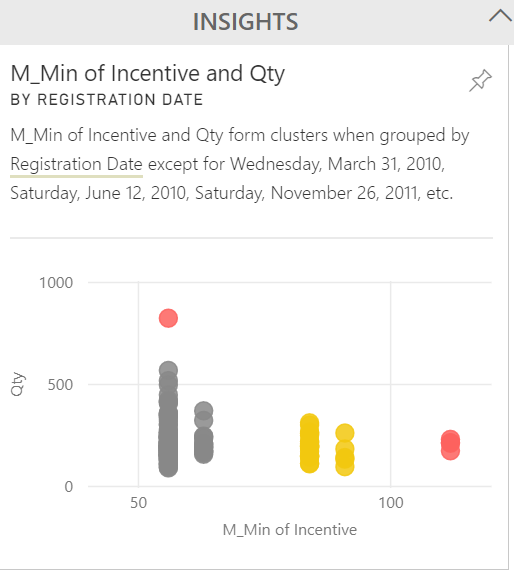 INSIGHTS
M_Min of Incentive and Qty
BY REGISTRATION DATE
M_Min of Incentive and Qty form clusters when grouped by
Registration Date except for Wednesday, March 31, 2010,
Saturday, June 12, 2010, Saturday, November 26, 2011, etc.
1000
500
0
Qty
50
100
M_Min of Incentive